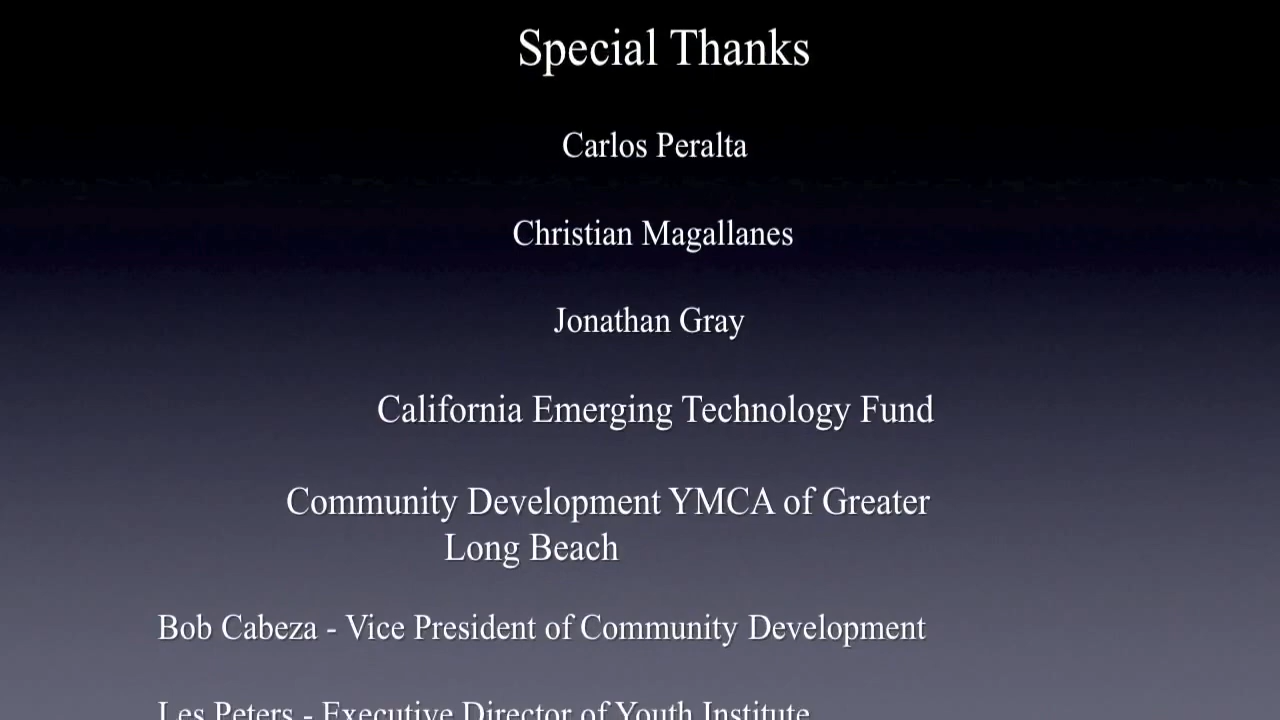 Special Thanks
Carlos Peralta
Christian Magallanes
Jonathan Gray
California Emerging Technology Fund
Community Development YMCA of Greater
Long Beach
Bob Cabeza - Vice President of Community Development
Les Peters - Executive Director of Youth Institute